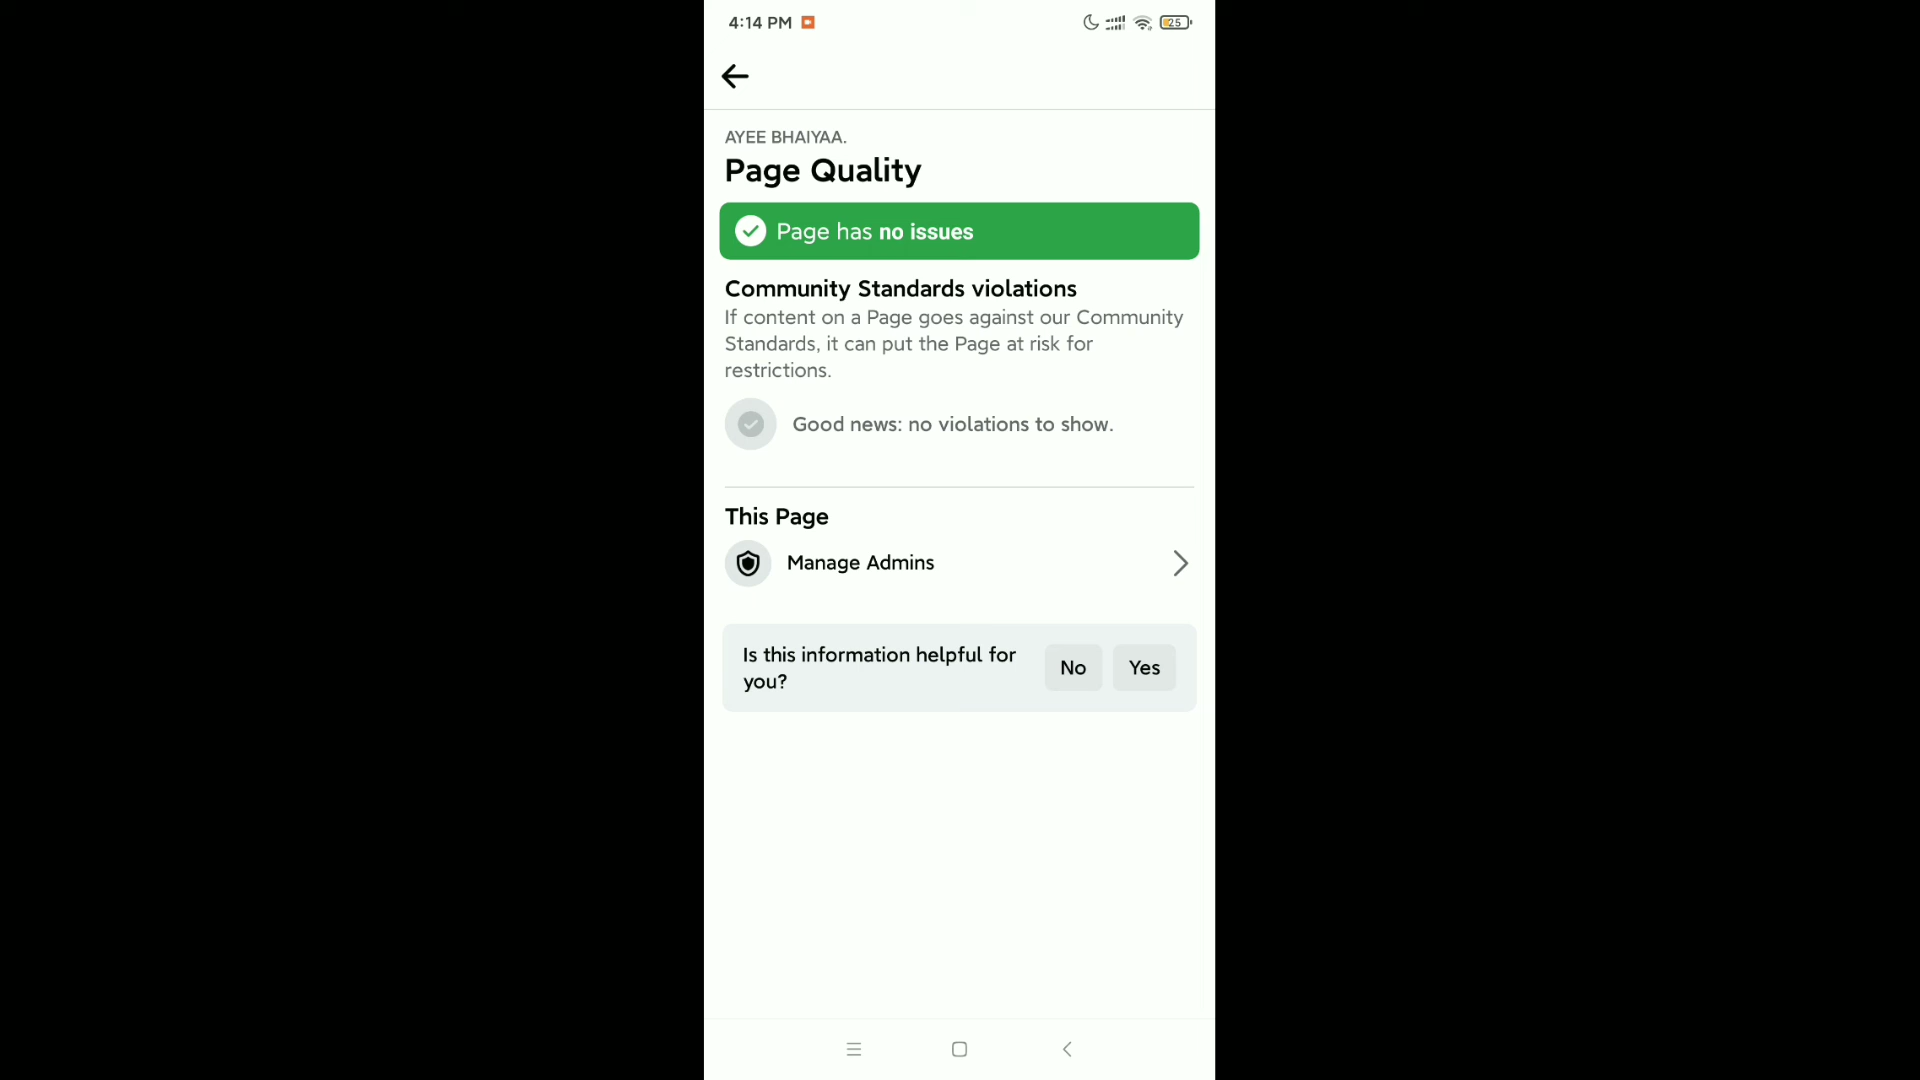 4:14 PM
25
AYEE BHAIYAA.
Page Quality
Page has no issues
Community Standards violations
If content on a Page goes against our Community
Standards, it can put the Page at risk for
restrictions.
Good news: no violations to show.
This Page
Manage Admins
Is this information helpful for
you?
No
Yes